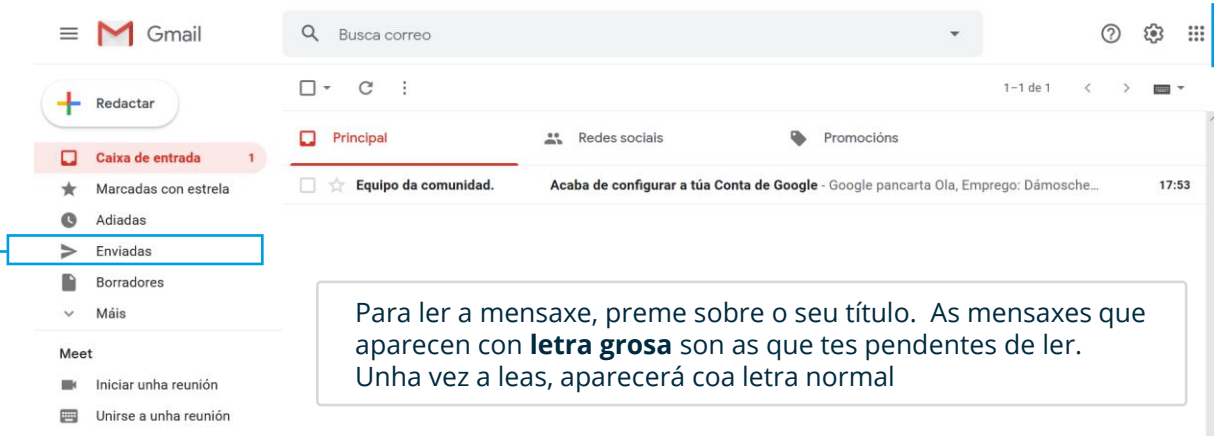 Gmail
Busca correo
Redactar
1–1 de 1
Principal
Redes sociais
Promocións
Caixa de entrada 1
Equipo da comunidad. Acaba de configurar a túa Conta de Google - Google pancarta Ola, Emprego: Dámosche... 17:53
Marcadas con estrela
Adiadas
Enviadas
Borradores
Máis
Para ler a mensaxe, preme sobre o seu título. As mensaxes que
aparecen con letra grosa son as que tes pendentes de ler.
Unha vez a leas, aparecerá coa letra normal
Meet
Iniciar unha reunión
Unirse a unha reunión